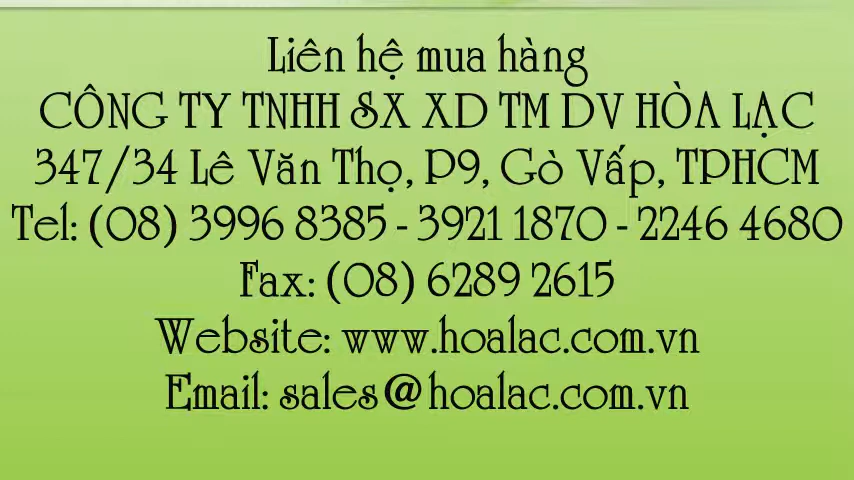 Liên hệ mua hàng
CÔNG TY TNHH SX XD TM DV HÒA LẠC
347/34 Lê Văn Thọ, P9, Gò Vấp, TPHCM
Tel: (08) 3996 8385 - 3921 1870 - 2246 4680
Fax: (08) 6289 2615
Website: www.hoalac.com.vn
Email: sales@hoalac.com.vn